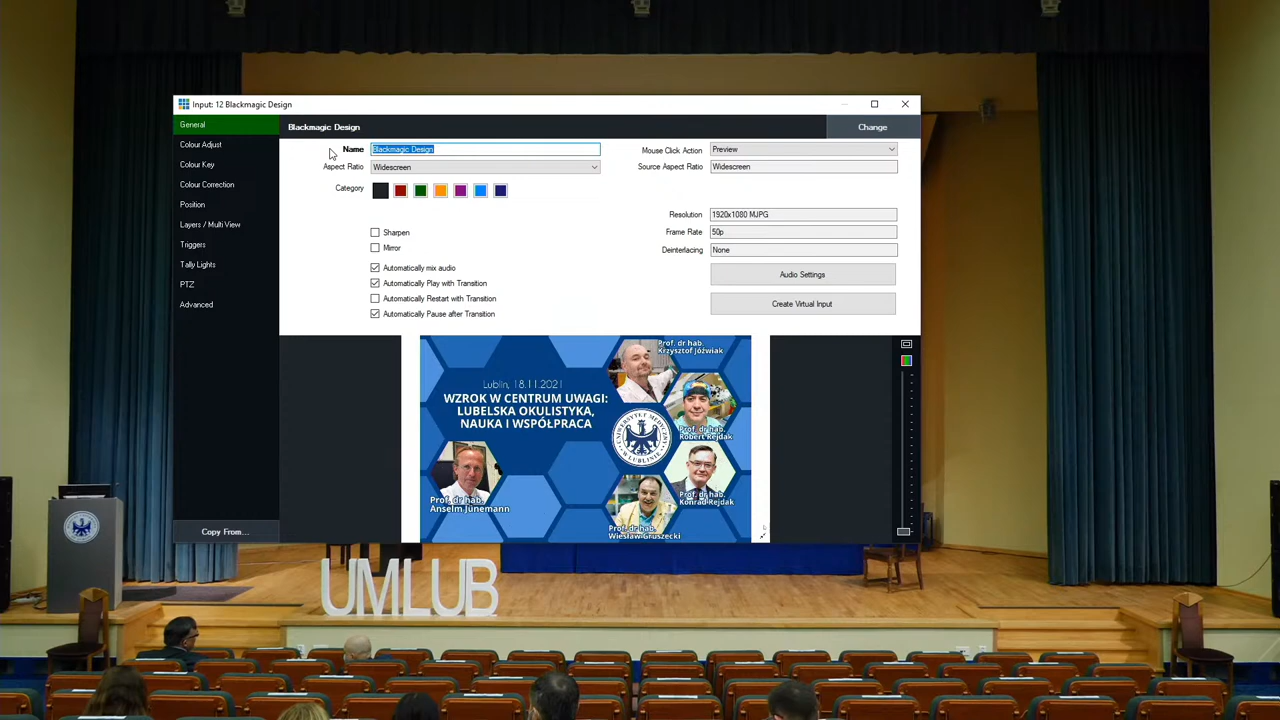 Input: 12 Blackmagic Design
General
Colour Adjust
Colour Key
Colour Correction
Position
Layers / Multi View
Triggers
Tally Lights
PTZ
Advanced
Copy From...
Blackmagic Design
Change
Name
Blackmagic Design
Aspect Ratio
Widescreen
Category
Sharpen
Mirror
Automatically mix audio
Automatically Play with Transition
Automatically Restart with Transition
Automatically Pause after Transition
Mouse Click Action
Preview
Source Aspect Ratio
Widescreen
Resolution
1920x1080 MJPG
Frame Rate
50p
Deinterlacing
None
Audio Settings
Create Virtual Input
Lublin, 18.11.2021
WZROK W CENTRUM UWAGI:
LUBELSKA OKULISTYKA,
NAUKA I WSPÓŁPRACA
Prof. dr hab.
Krzysztof Jóźwiak
Prof. dr hab.
Robert Rejdak
UNIWERSYTET MEDYCZNY
W LUBLINIE
Prof. dr hab.
Konrad Rejdak
Prof. dr hab.
Anselm Jünemann
Prof. dr hab.
Wiesław Gruszecki
UMLUB